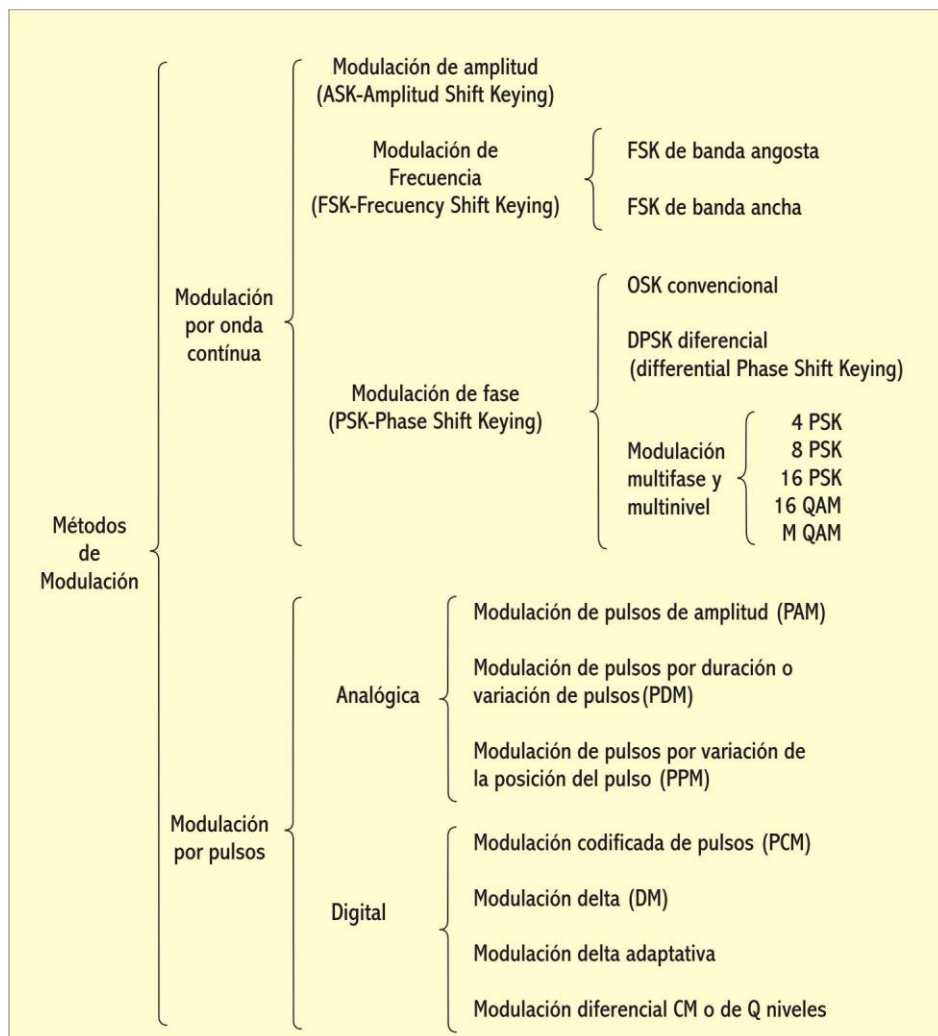 Modulación de amplitud
(ASK-Amplitud Shift Keying)
Modulación de
Frecuencia
(FSK-Frecuency Shift Keying)
FSK de banda angosta
FSK de banda ancha
Modulación
por onda
contínua
OSK convencional
DPSK diferencial
(differential Phase Shift Keying)
Modulación de fase
(PSK-Phase Shift Keying)
Modulación
multifase y
multinivel
4 PSK
8 PSK
16 PSK
16 QAM
M QAM
Métodos
de
Modulación
Modulación de pulsos de amplitud (PAM)
Analógica
Modulación de pulsos por duración o
variación de pulsos (PDM)
Modulación de pulsos por variación de
la posición del pulso (PPM)
Modulación
por pulsos
Modulación codificada de pulsos (PCM)
Digital
Modulación delta (DM)
Modulación delta adaptativa
Modulación diferencial CM o de Q niveles